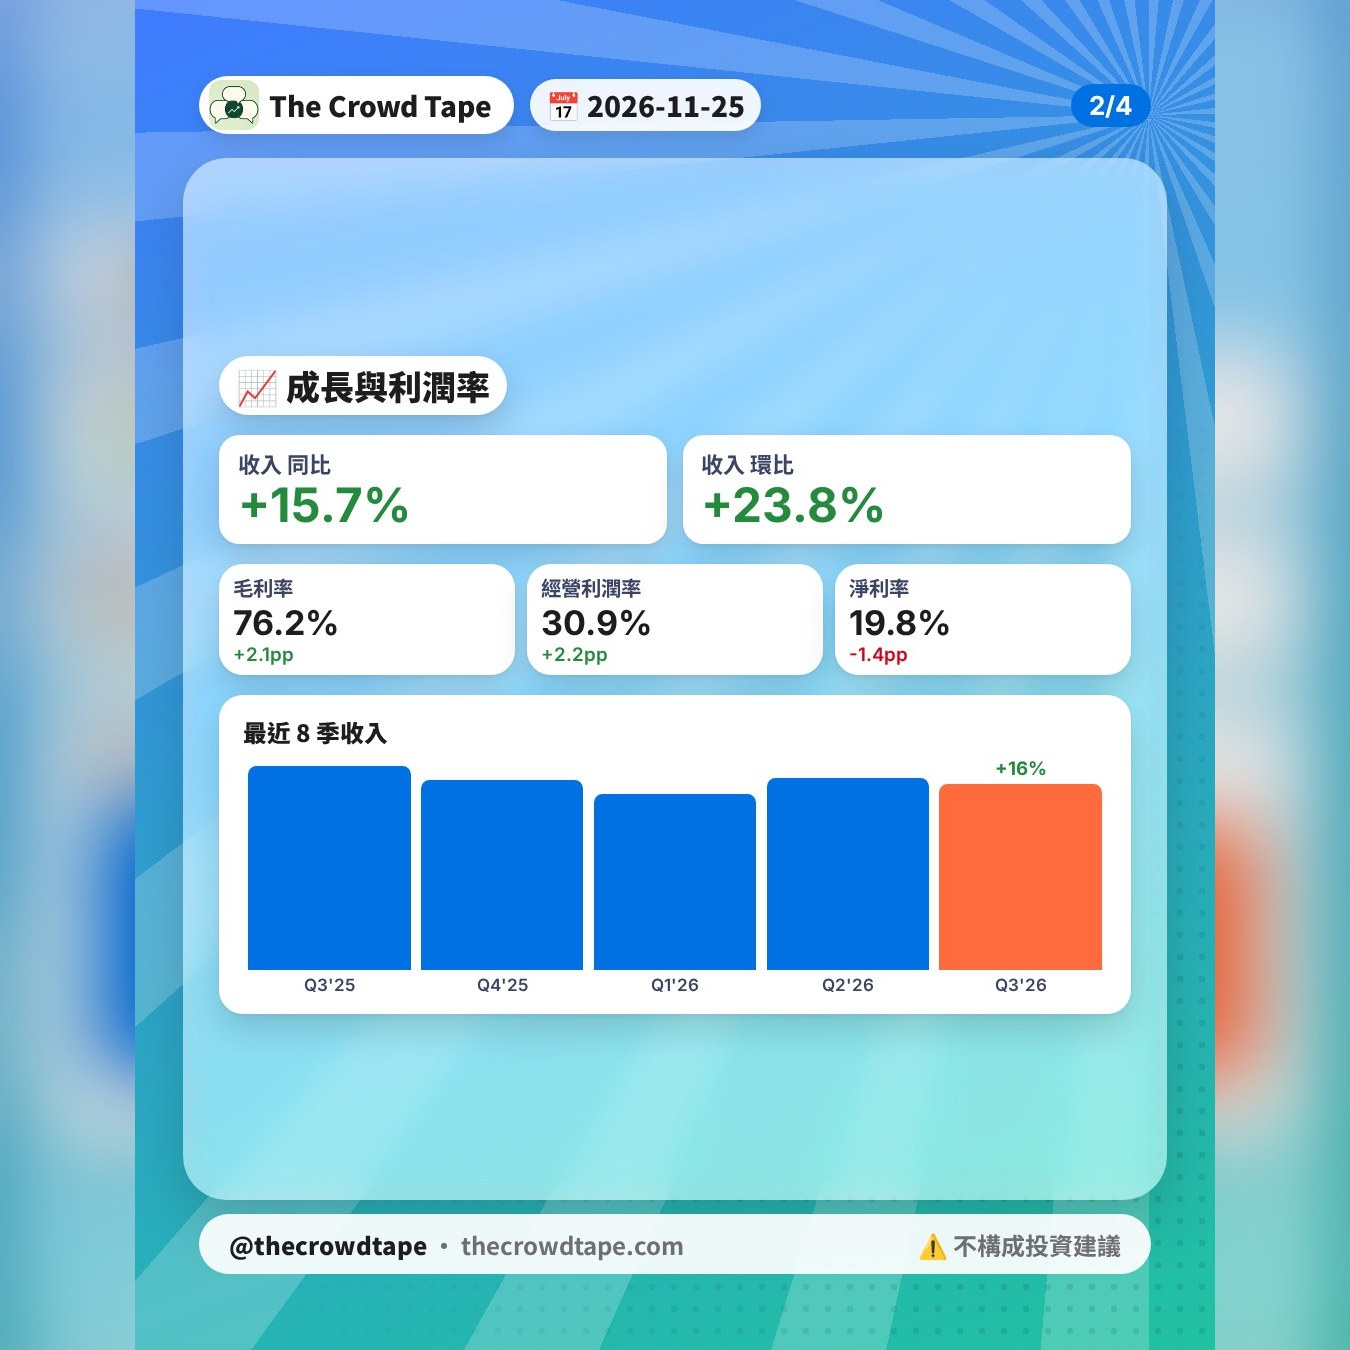 The Crowd Tape
July
17
2026-11-25
2/4
成長與利潤率
收入 同比
+15.7%
收入 環比
+23.8%
毛利率
76.2%
+2.1pp
經營利潤率
30.9%
+2.2pp
淨利率
19.8%
-1.4pp
最近 8 季收入
+16%
Q3'25
Q4'25
Q1'26
Q2'26
Q3'26
@thecrowdtape • thecrowdtape.com
不構成投資建議